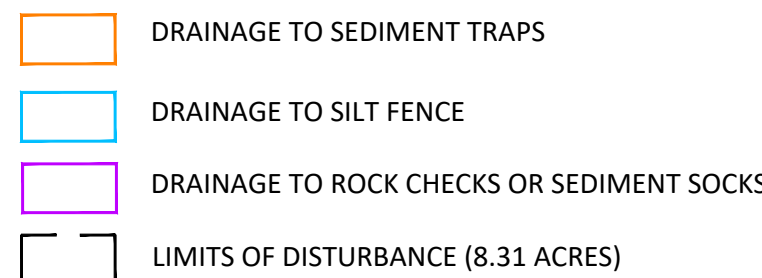 DRAINAGE TO SEDIMENT TRAPS
DRAINAGE TO SILT FENCE
DRAINAGE TO ROCK CHECKS OR SEDIMENT SOCKS
LIMITS OF DISTURBANCE (8.31 ACRES)